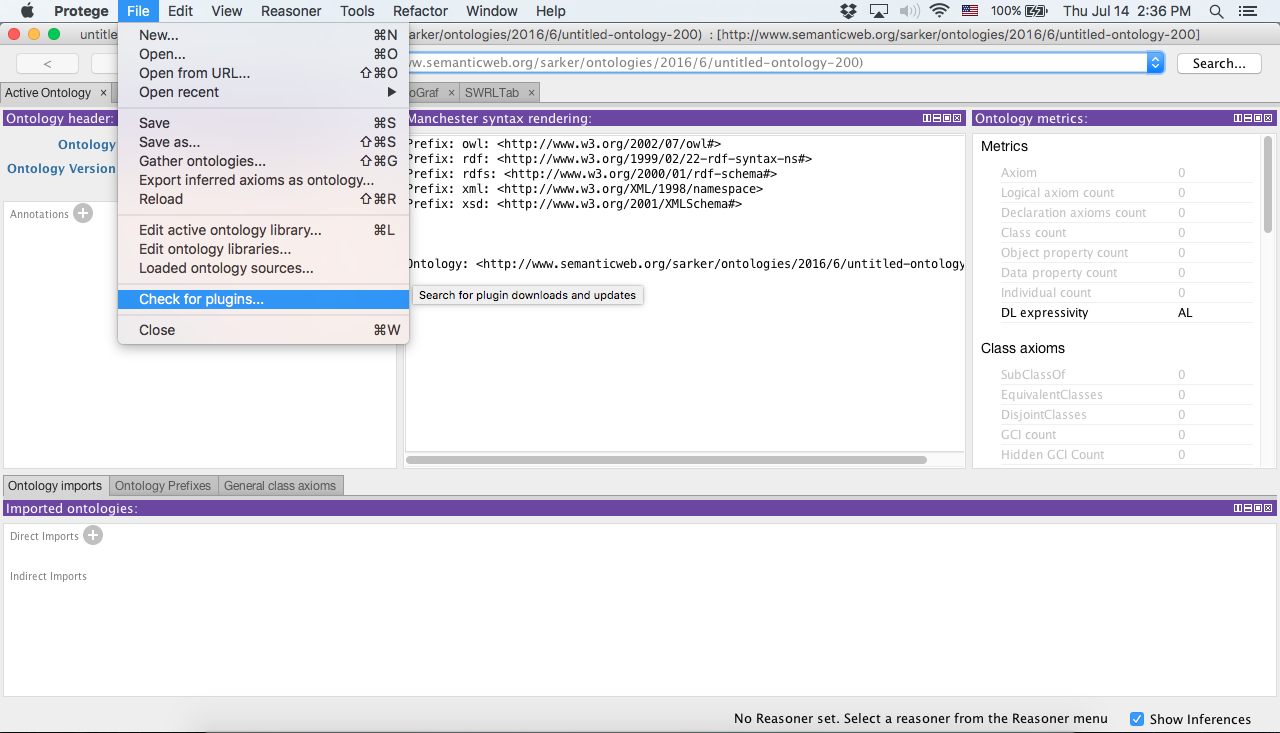 Protege File Edit View Reasoner Tools Refactor Window Help 100% Thu Jul 14 2:36 PM
arker/ontologies/2016/6/untitled-ontology-200) : [http://www.semanticweb.org/sarker/ontologies/2016/6/untitled-ontology-200]
< w.semanticweb.org/sarker/ontologies/2016/6/untitled-ontology-200) Search...
Active Ontology × oGraf × SWRLTab ×
New... ⌘N
Open... ⌘O
Open from URL... ⇧⌘O
Open recent ▶
Save ⌘S
Save as... ⇧⌘S
Gather ontologies... ⇧⌘G
Export inferred axioms as ontology...
Reload ⇧⌘R
Edit active ontology library... ⌘L
Edit ontology libraries...
Loaded ontology sources...
Check for plugins...
Search for plugin downloads and updates
Close ⌘W
Ontology header:
Ontology
Ontology Version
Annotations
Manchester syntax rendering:
Prefix: owl: <http://www.w3.org/2002/07/owl#>
Prefix: rdf: <http://www.w3.org/1999/02/22-rdf-syntax-ns#>
Prefix: rdfs: <http://www.w3.org/2000/01/rdf-schema#>
Prefix: xml: <http://www.w3.org/XML/1998/namespace>
Prefix: xsd: <http://www.w3.org/2001/XMLSchema#>
Ontology: <http://www.semanticweb.org/sarker/ontologies/2016/6/untitled-ontology
Ontology metrics:
Metrics
Axiom 0
Logical axiom count 0
Declaration axioms count 0
Class count 0
Object property count 0
Data property count 0
Individual count 0
DL expressivity AL
Class axioms
SubClassOf 0
EquivalentClasses 0
DisjointClasses 0
GCI count 0
Hidden GCI Count 0
Ontology imports Ontology Prefixes General class axioms
Imported ontologies:
Direct Imports
Indirect Imports
No Reasoner set. Select a reasoner from the Reasoner menu Show Inferences